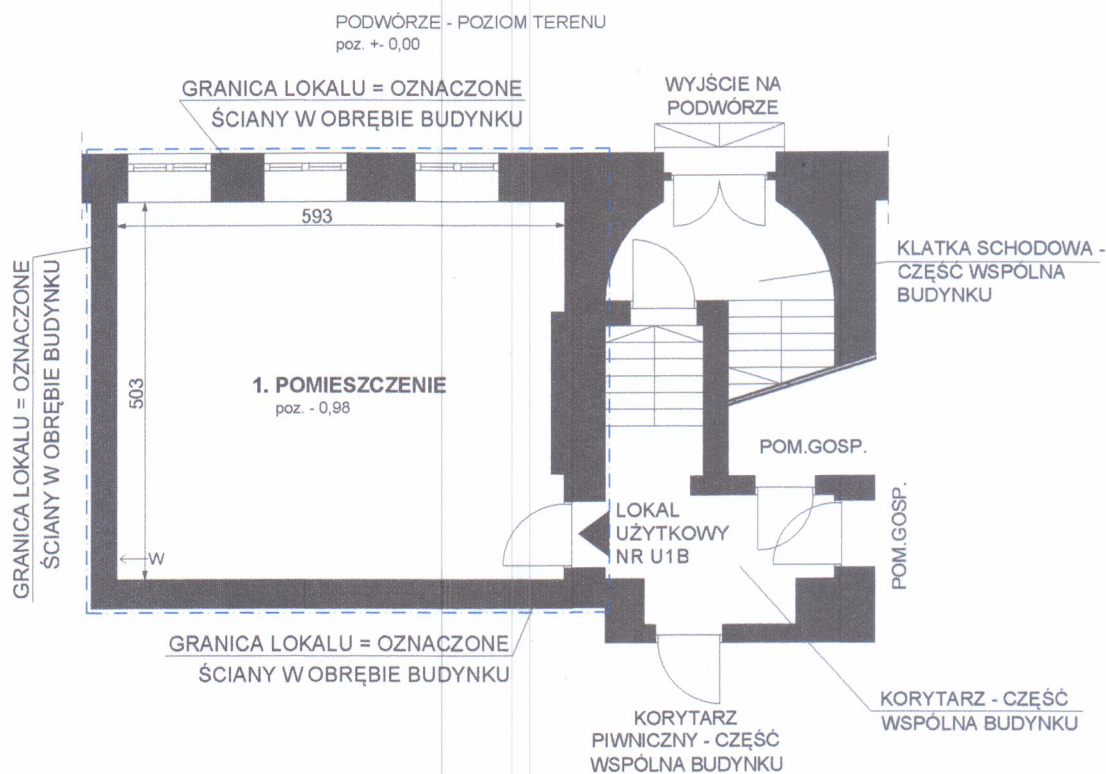 PODWÓRZE - POZIOM TERENU
poz. +- 0,00
GRANICA LOKALU = OZNACZONE
ŚCIANY W OBRĘBIE BUDYNKU
WYJŚCIE NA
PODWÓRZE
593
KLATKA SCHODOWA -
CZĘŚĆ WSPÓLNA
BUDYNKU
GRANICA LOKALU = OZNACZONE
ŚCIANY W OBRĘBIE BUDYNKU
503
1. POMIESZCZENIE
poz. - 0,98
POM.GOSP.
POM.GOSP.
LOKAL
UŻYTKOWY
NR U1B
W
GRANICA LOKALU = OZNACZONE
ŚCIANY W OBRĘBIE BUDYNKU
KORYTARZ - CZĘŚĆ
WSPÓLNA BUDYNKU
KORYTARZ
PIWNICZNY - CZĘŚĆ
WSPÓLNA BUDYNKU